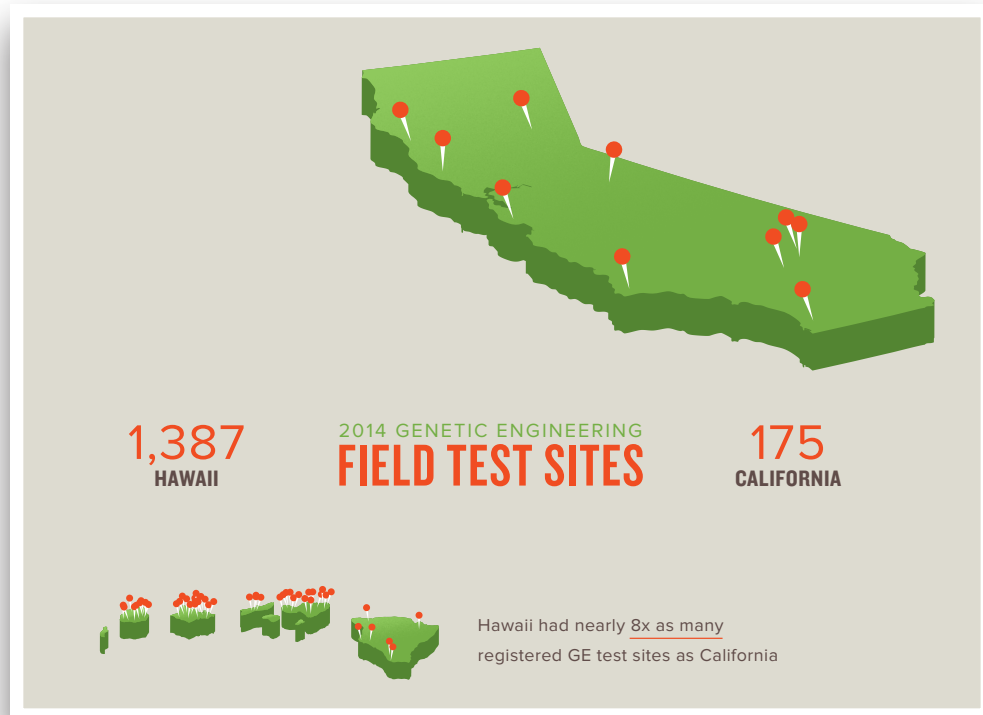 1,387
HAWAII
2014 GENETIC ENGINEERING
FIELD TEST SITES
175
CALIFORNIA
Hawaii had nearly 8x as many
registered GE test sites as California